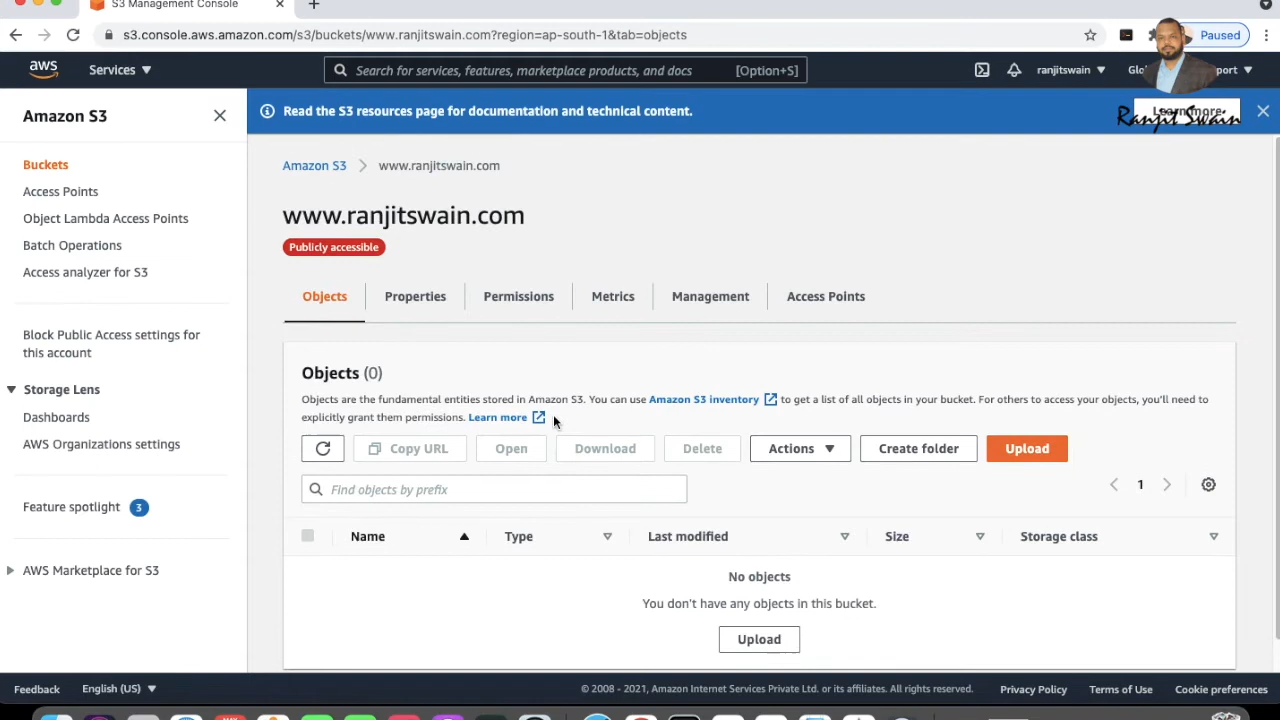 S3 Management Console
s3.console.aws.amazon.com/s3/buckets/www.ranjitswain.com?region=ap-south-1&tab=objects
Paused
aws
Services
Search for services, features, marketplace products, and docs [Option+S]
ranjitswain
Amazon S3
Read the S3 resources page for documentation and technical content.
Learn more
Ranjit Swain
Buckets
Access Points
Object Lambda Access Points
Batch Operations
Access analyzer for S3
Block Public Access settings for
this account
Storage Lens
Dashboards
AWS Organizations settings
Feature spotlight 3
AWS Marketplace for S3
Amazon S3 www.ranjitswain.com
www.ranjitswain.com
Publicly accessible
Objects Properties Permissions Metrics Management Access Points
Objects (0)
Objects are the fundamental entities stored in Amazon S3. You can use Amazon S3 inventory to get a list of all objects in your bucket. For others to access your objects, you'll need to
explicitly grant them permissions. Learn more
Copy URL Open Download Delete Actions Create folder Upload
Find objects by prefix
1
Name Type Last modified Size Storage class
No objects
You don't have any objects in this bucket.
Upload
Feedback English (US) © 2008 - 2021, Amazon Internet Services Private Ltd. or its affiliates. All rights reserved. Privacy Policy Terms of Use Cookie preferences